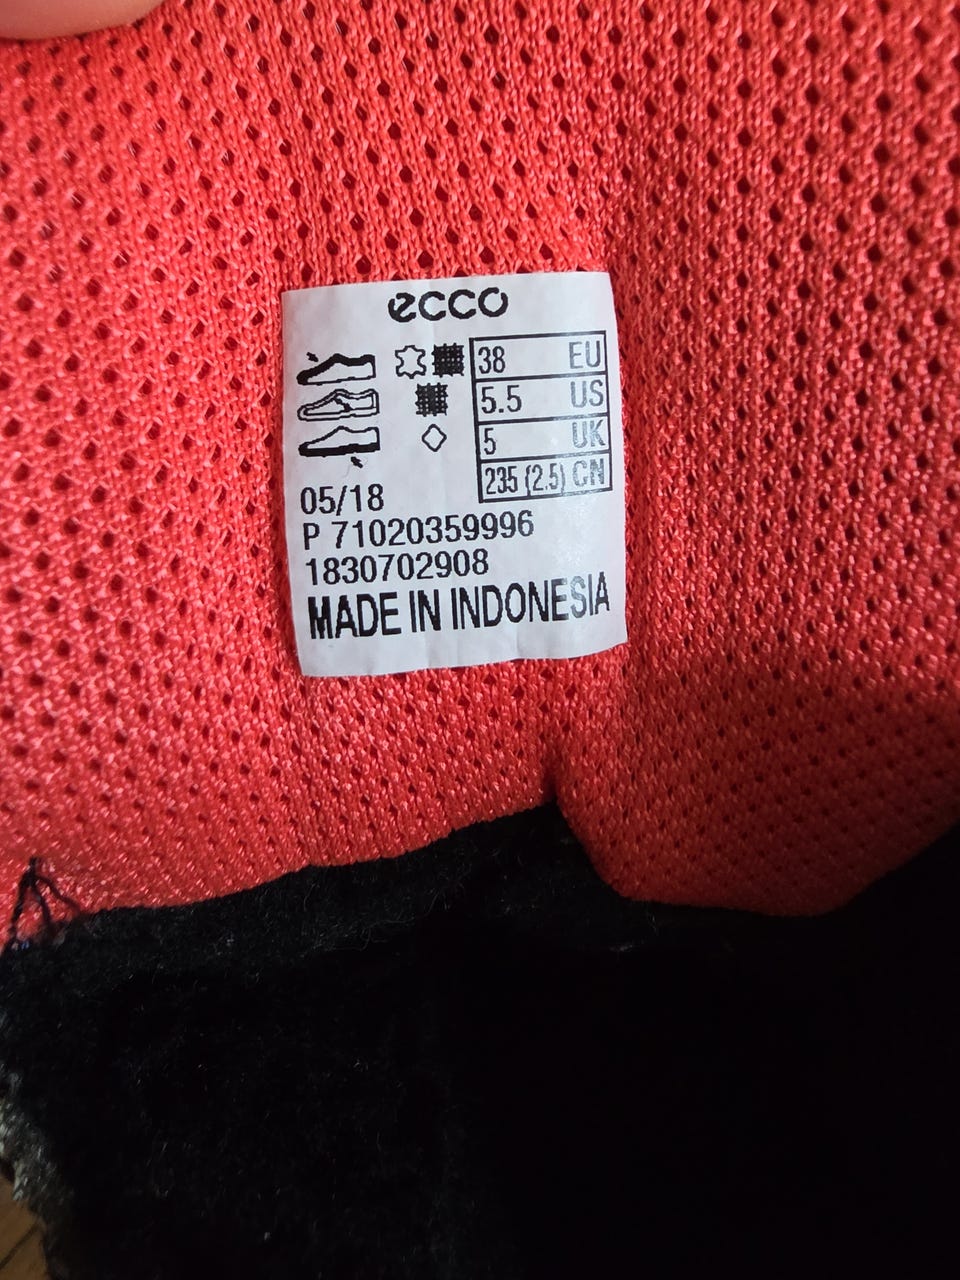 ecco
38 EU
5.5 US
5 UK
235 (2.5) CN
05/18
P 71020359996
1830702908
MADE IN INDONESIA